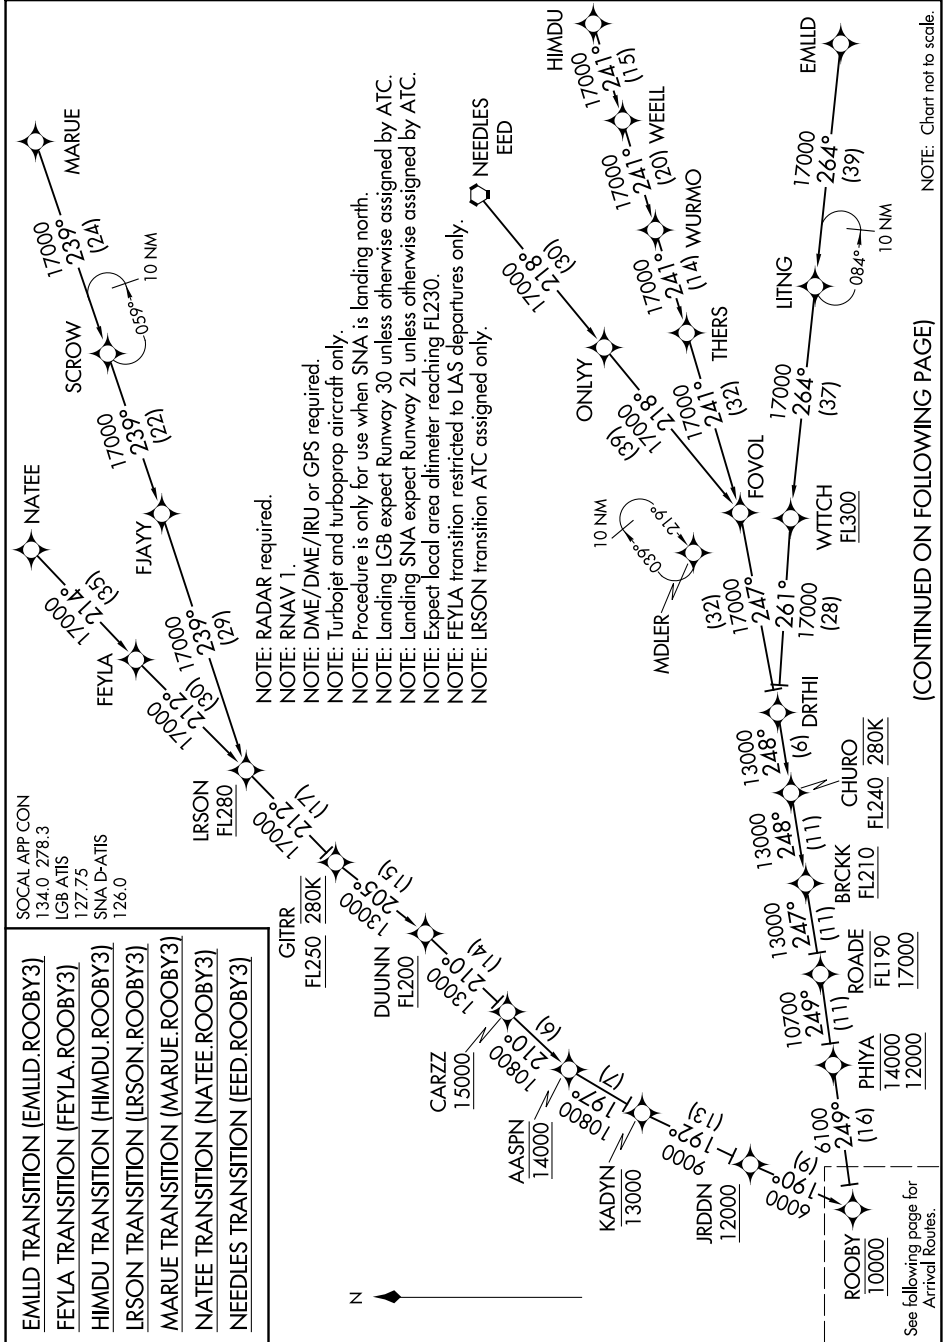 EMLLD TRANSITION (EMLLD.ROOBY3)
FEYLA TRANSITION (FEYLA.ROOBY3)
HIMDU TRANSITION (HIMDU.ROOBY3)
LRSON TRANSITION (LRSON.ROOBY3)
MARUE TRANSITION (MARUE.ROOBY3)
NATEE TRANSITION (NATEE.ROOBY3)
NEEDLES TRANSITION (EED.ROOBY3)
SOCAL APP CON
134.0 278.3
LGB ATIS
127.75
SNA D-ATIS
126.0
NATEE
17000
214°
(35)
FEYLA
17000
212°
(30)
MARUE
17000
239°
(24)
SCROW
059°
10 NM
17000
239°
(22)
FJAYY
17000
239°
(29)
LRSON
FL280
17000
212°
(17)
GITRR
FL250 280K
13000
205°
(15)
DUUNN
FL200
13000
210°
(14)
CARZZ
15000
10800
210°
(6)
AASPN
14000
10800
197°
(7)
KADYN
13000
9000
192°
(13)
JRDDN
12000
6000
190°
(9)
ROOBY
10000
N
NOTE: RADAR required.
NOTE: RNAV 1.
NOTE: DME/DME/IRU or GPS required.
NOTE: Turbojet and turboprop aircraft only.
NOTE: Procedure is only for use when SNA is landing north.
NOTE: Landing LGB expect Runway 30 unless otherwise assigned by ATC.
NOTE: Landing SNA expect Runway 2L unless otherwise assigned by ATC.
NOTE: Expect local area altimeter reaching FL230.
NOTE: FEYLA transition restricted to LAS departures only.
NOTE: LRSON transition ATC assigned only.
HIMDU
17000
241°
(15)
WEELL
17000
241°
(20)
WURMO
17000
241°
(14)
THERS
17000
241°
(32)
NEEDLES
EED
17000
218°
(30)
ONLYY
17000
218°
(39)
FOVOL
MDLER
10 NM
039°
219°
(32)
17000
247°
EMLLD
17000
264°
(39)
LITNG
084°
10 NM
17000
264°
(37)
WTTCH
FL300
261°
17000
(28)
DRTHI
13000
248°
(6)
CHURO
FL240 280K
13000
248°
(11)
BRCKK
FL210
13000
247°
(11)
ROADE
FL190
17000
10700
249°
(11)
PHIYA
14000
12000
6100
249°
(16)
See following page for
Arrival Routes.
(CONTINUED ON FOLLOWING PAGE)
NOTE: Chart not to scale.